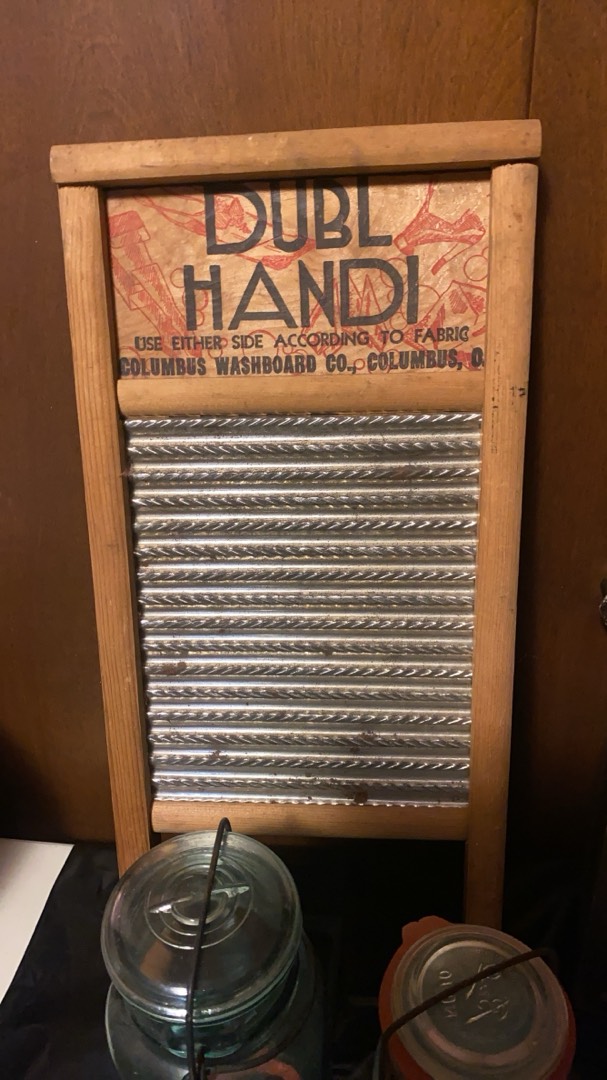 DUBL
HANDI
USE EITHER SIDE ACCORDING TO FABRIC
COLUMBUS WASHBOARD CO., COLUMBUS, O.